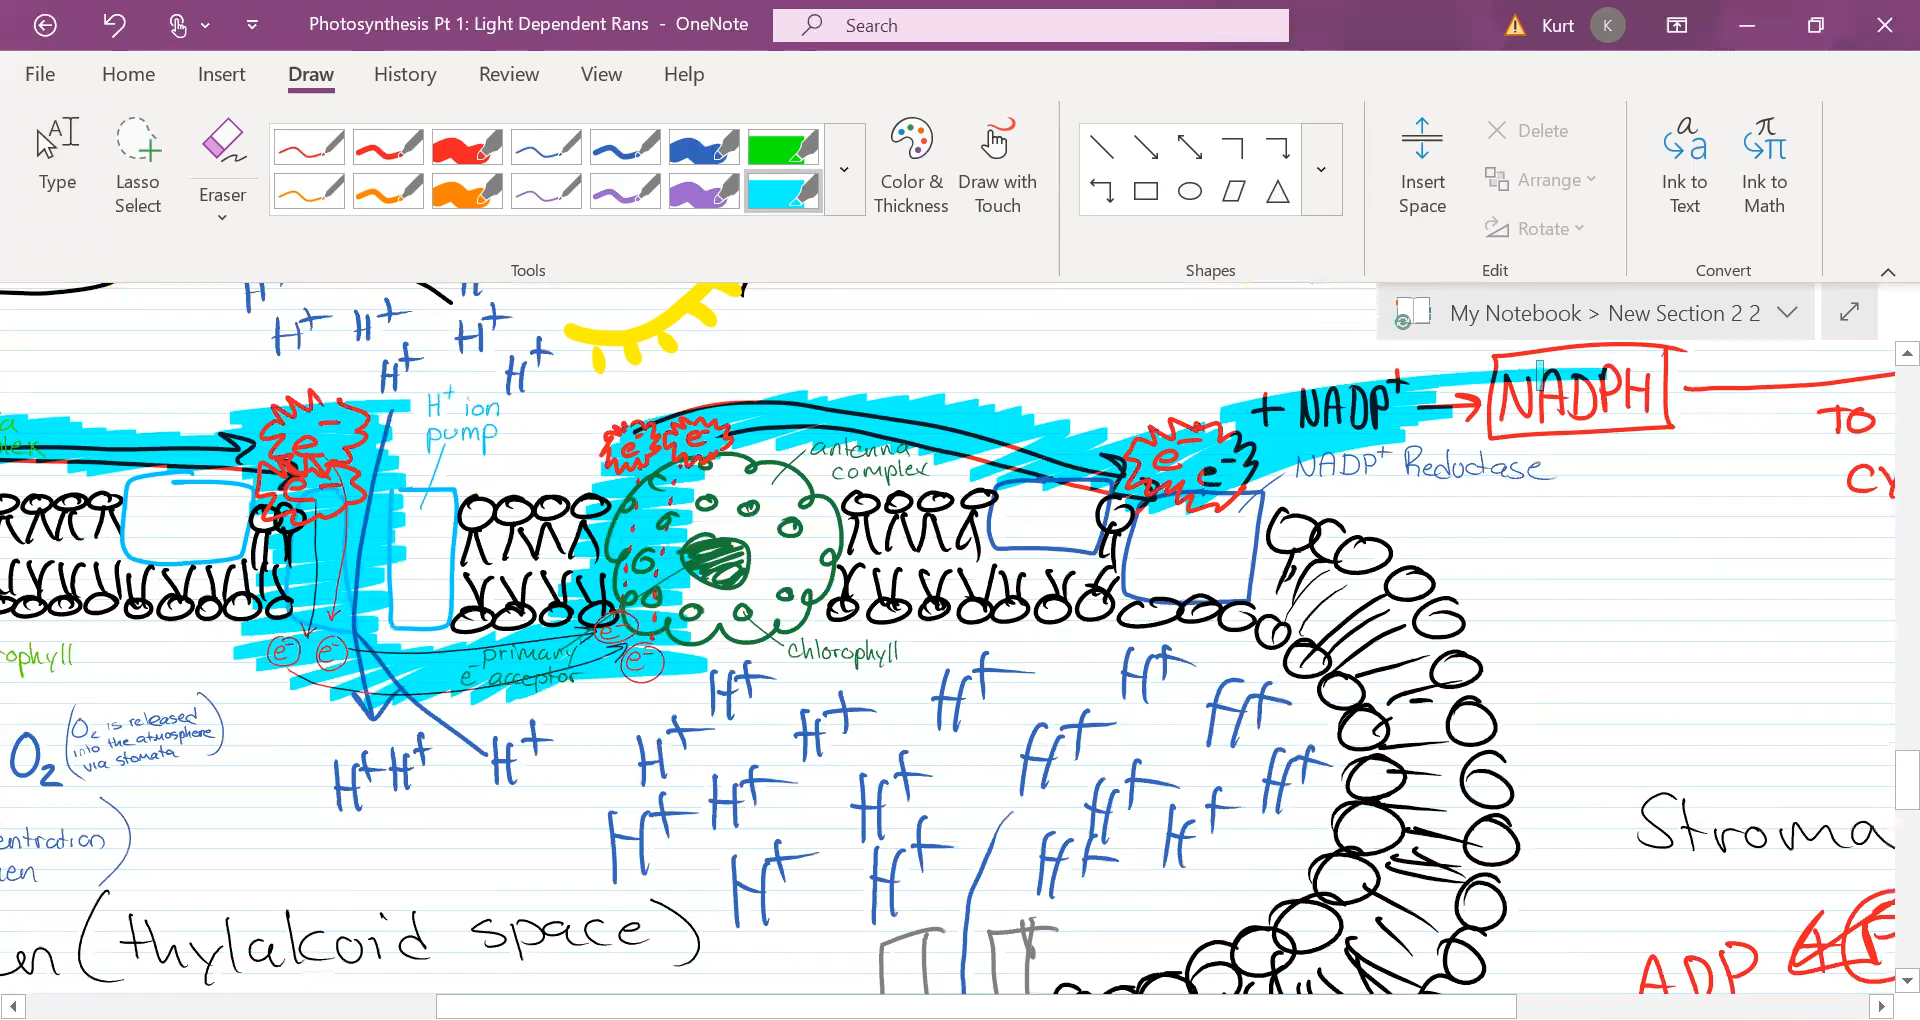 Photosynthesis Pt 1: Light Dependent Rans - OneNote
Search
Kurt
K
File
Home
Insert
Draw
History
Review
View
Help
Type
Lasso
Select
Eraser
Color &
Thickness
Draw with
Touch
Insert
Space
Delete
Arrange
Rotate
Ink to
Text
Ink to
Math
Tools
Shapes
Edit
Convert
My Notebook > New Section 2 2
H+ H+ H+
H+ H+
H+ ion
pump
e-
e-
e- e-
antenna
complex
e- e-
+ NADP+
NADPH
TO
NADP+ Reductase
e- e-
primary
e- acceptor
e-
e-
chlorophyll
O2
(O2 is released
into the atmosphere
via stomata)
H+ H+ H+ H+
H+ H+ H+ H+ H+
H+ H+ H+ H+ H+
H+ H+ H+ H+ H+
(thylakoid space)
Stroma
ADP + P